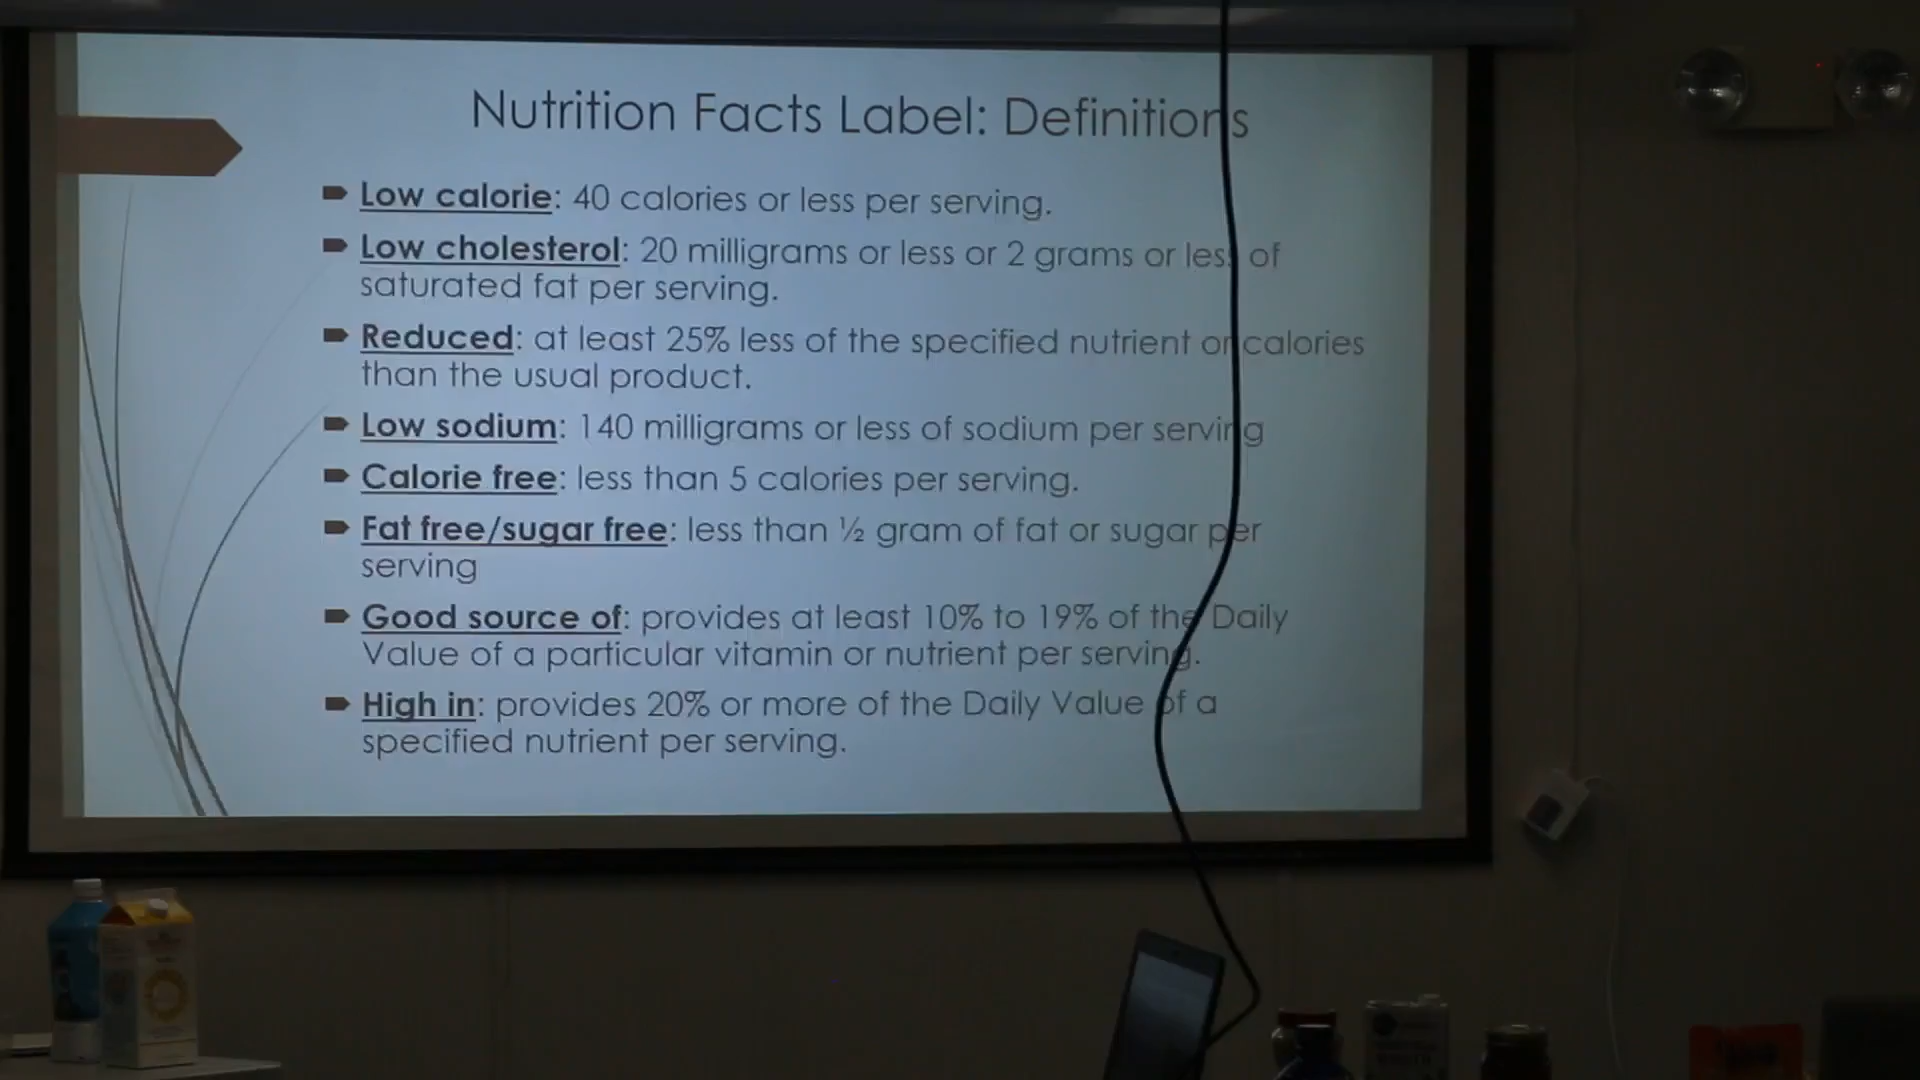 Nutrition Facts Label: Definitions
Low calorie: 40 calories or less per serving.
Low cholesterol: 20 milligrams or less or 2 grams or less of
saturated fat per serving.
Reduced: at least 25% less of the specified nutrient or calories
than the usual product.
Low sodium: 140 milligrams or less of sodium per serving
Calorie free: less than 5 calories per serving.
Fat free/sugar free: less than ½ gram of fat or sugar per
serving
Good source of: provides at least 10% to 19% of the Daily
Value of a particular vitamin or nutrient per serving.
High in: provides 20% or more of the Daily Value of a
specified nutrient per serving.